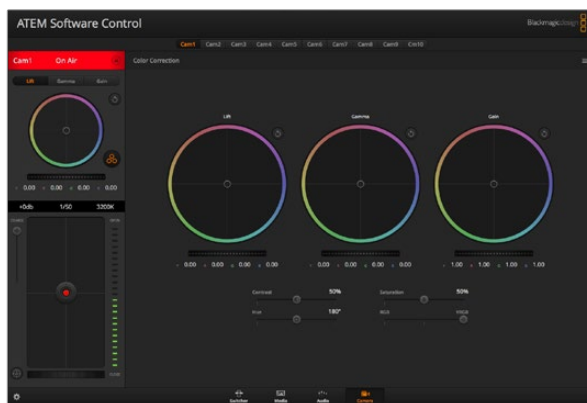 ATEM Software Control
Blackmagicdesign
Cam1 Cam2 Cam3 Cam4 Cam5 Cam6 Cam7 Cam8 Cam9 Cm10
Cam1 On Air
Color Correction
Lift Gamma Gain
Lift Gamma Gain
0.00 0.00 0.00 0.00
0.00 0.00 0.00 0.00
0.00 0.00 0.00 0.00
1.00 1.00 1.00 1.00
+0db 1/50 3200K
Contrast 50%
Saturation 50%
Hue 180°
Switcher Media Audio Camera